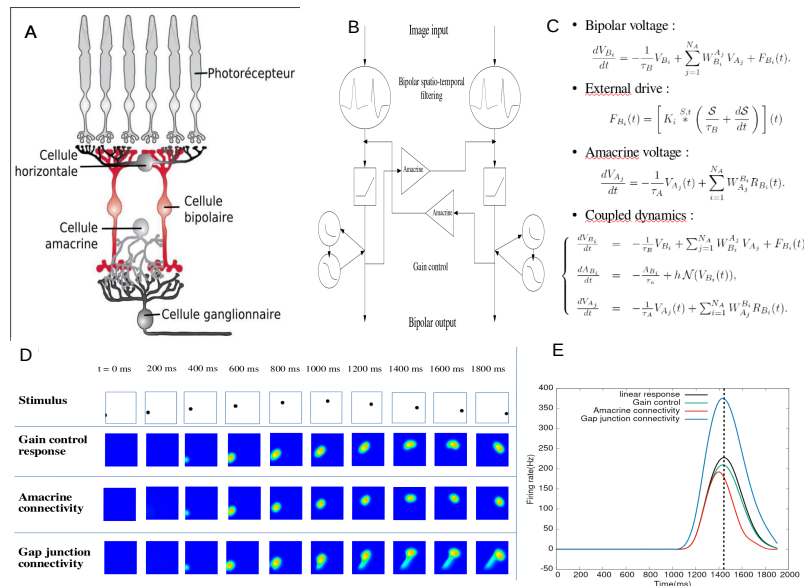 A
Photorécepteur
Cellule
horizontale
Cellule
bipolaire
Cellule
amacrine
Cellule ganglionnaire
B
Image input
Bipolar spatio-temporal
filtering
Amacrine
Amacrine
Gain control
Bipolar output
C
• Bipolar voltage :
dV_{B_i}/dt = -1/τ_B V_{B_i} + ∑_{j=1}^{N_A} W_{B_i}^{A_j} V_{A_j} + F_{B_i}(t).
• External drive :
F_{B_i}(t) = [ K_i *^{S,t} ( S/τ_B + dS/dt ) ] (t)
• Amacrine voltage :
dV_{A_j}/dt = -1/τ_A V_{A_j}(t) + ∑_{i=1}^{N_A} W_{A_j}^{B_i} R_{B_i}(t).
• Coupled dynamics :
dV_{B_i}/dt = -1/τ_B V_{B_i} + ∑_{j=1}^{N_A} W_{B_i}^{A_j} V_{A_j} + F_{B_i}(t)
dA_{B_i}/dt = -A_{B_i}/τ_a + h N(V_{B_i}(t)),
dV_{A_j}/dt = -1/τ_A V_{A_j}(t) + ∑_{i=1}^{N_A} W_{A_j}^{B_i} R_{B_i}(t).
D
t = 0 ms 200 ms 400 ms 600 ms 800 ms 1000 ms 1200 ms 1400 ms 1600 ms 1800 ms
Stimulus
Gain control
response
Amacrine
connectivity
Gap junction
connectivity
E
400
350
300
250
200
150
100
50
0
-50
Firing rate(Hz)
linear response
Gain control
Amacrine connectivity
Gap junction connectivity
0 200 400 600 800 1000 1200 1400 1600 1800 2000
Time(ms)